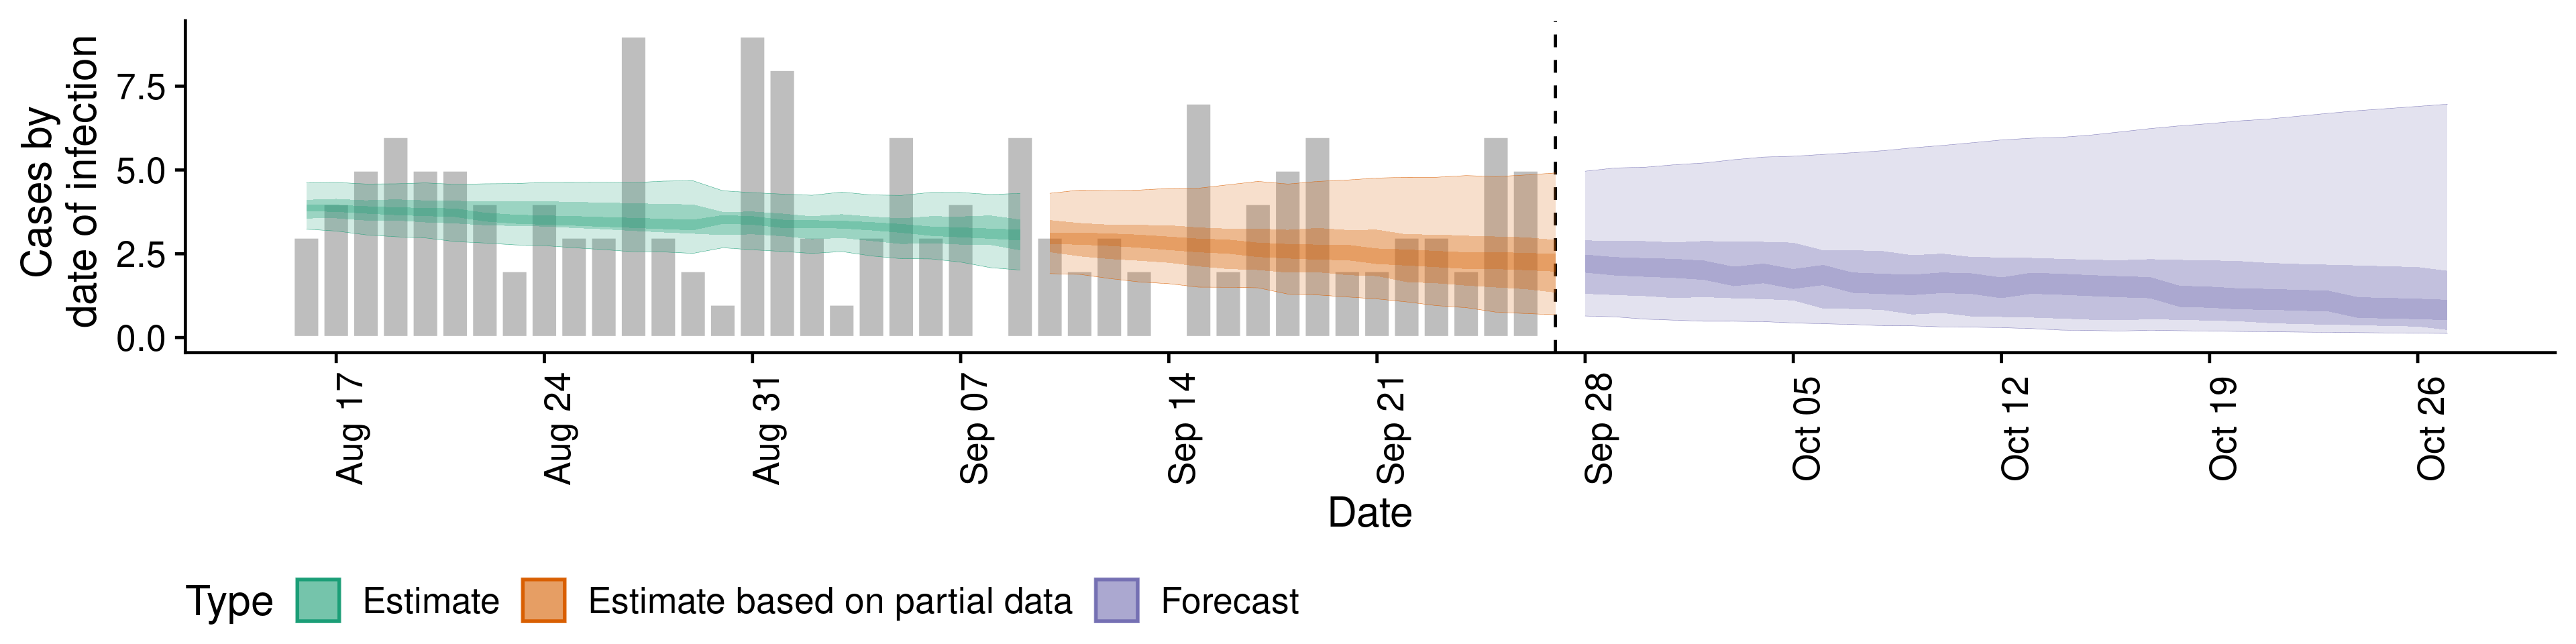 Cases by
date of infection
7.5
5.0
2.5
0.0
Aug 17
Aug 24
Aug 31
Sep 07
Sep 14
Sep 21
Sep 28
Oct 05
Oct 12
Oct 19
Oct 26
Date
Type Estimate Estimate based on partial data Forecast